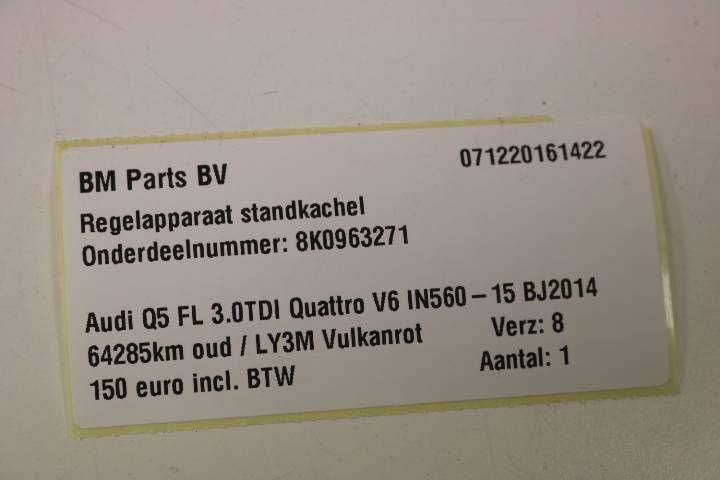 BM Parts BV 071220161422
Regelapparaat standkachel
Onderdeelnummer: 8K0963271
Audi Q5 FL 3.0TDI Quattro V6 IN560 – 15 BJ2014
64285km oud / LY3M Vulkanrot Verz: 8
150 euro incl. BTW Aantal: 1